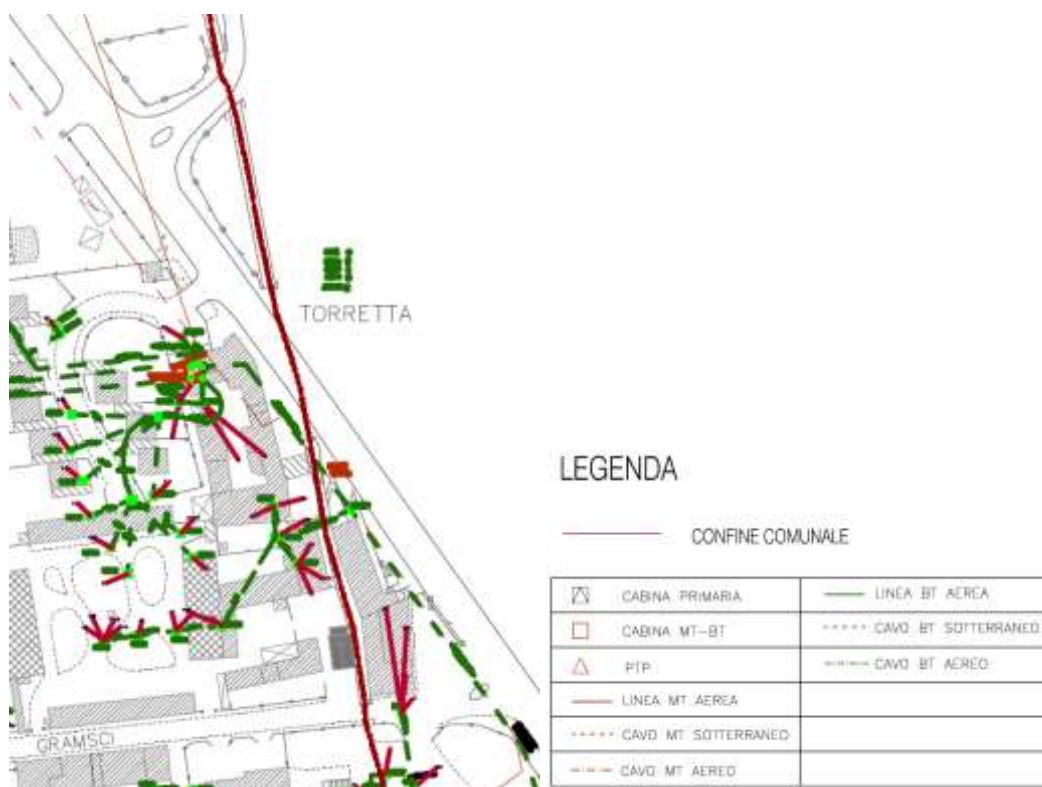 TORRETTA
GRAMSCI
LEGENDA
CONFINE COMUNALE
CABINA PRIMARIA
LINEA BT AEREA
CABINA MT-BT
CAVO BT SOTTERRANEO
PTP
CAVO BT AEREO
LINEA MT AEREA
CAVO MT SOTTERRANEO
CAVO MT AEREO